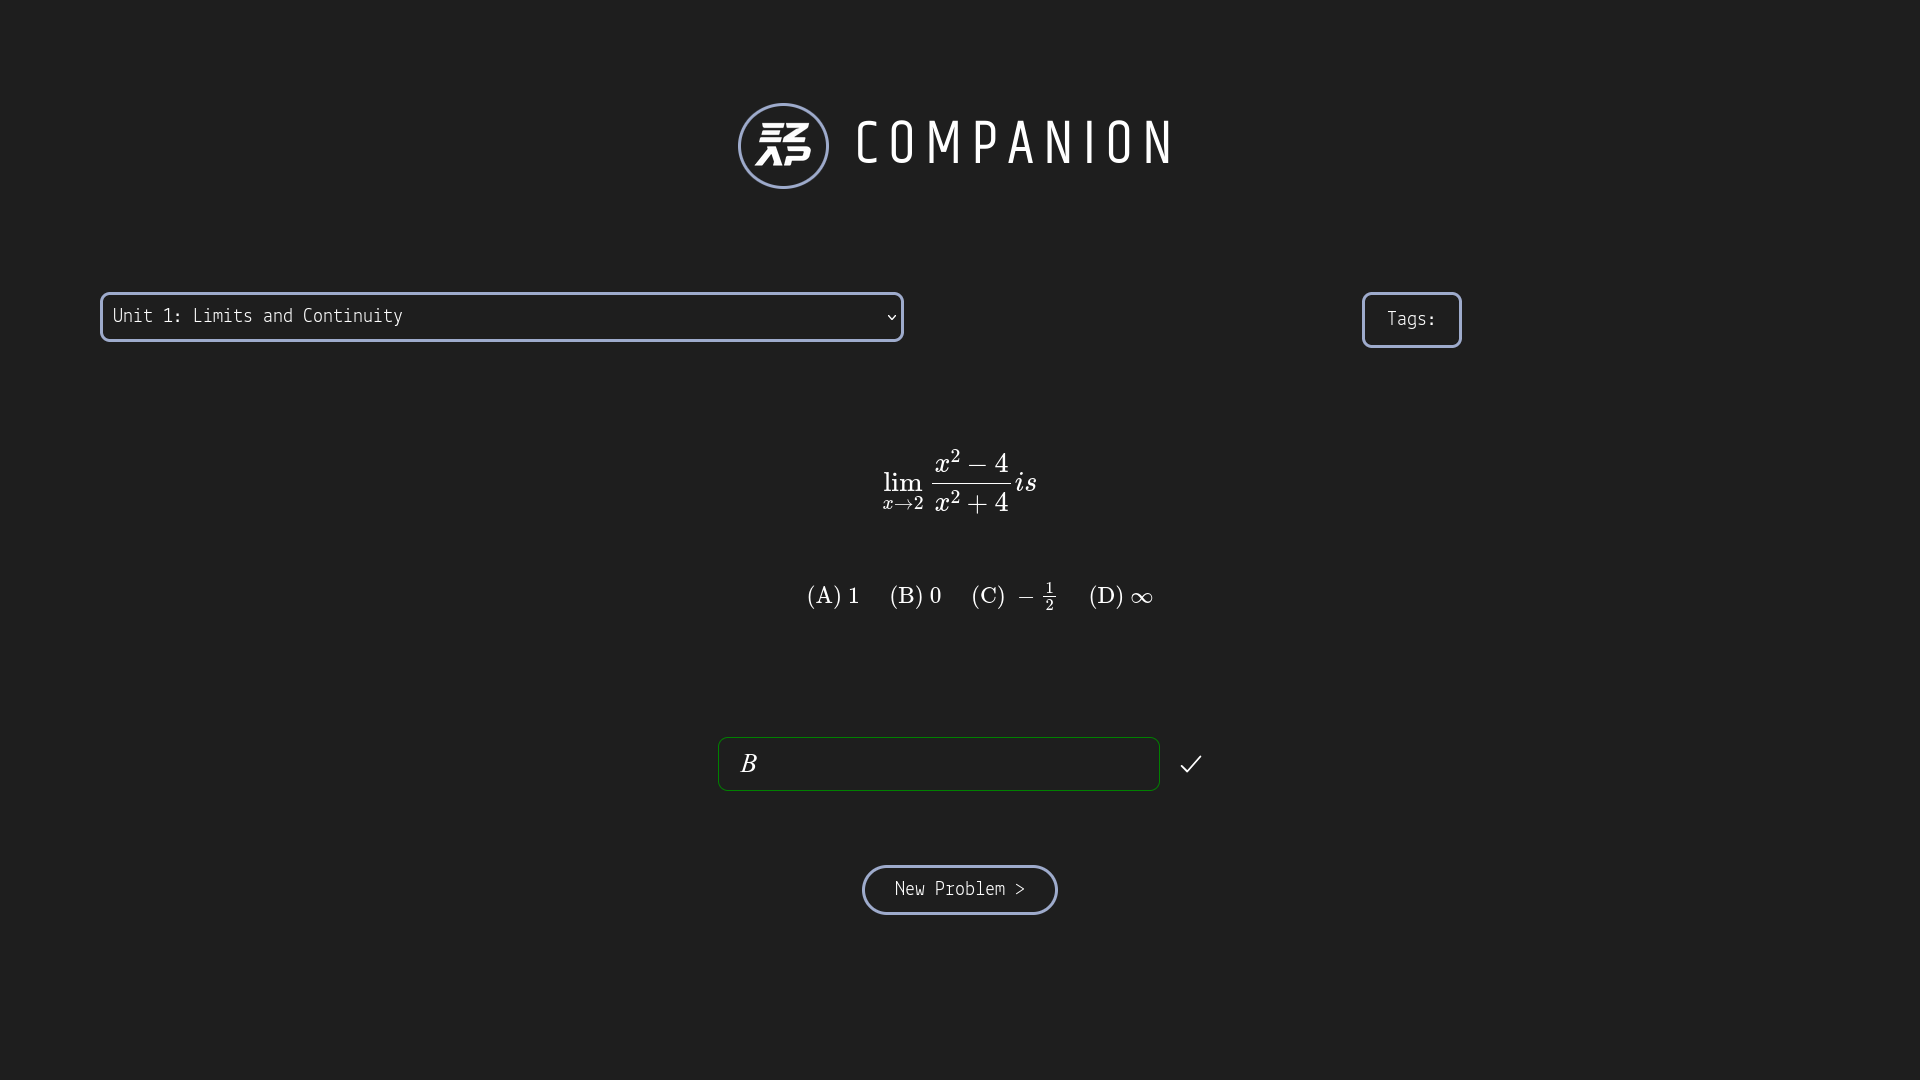 EZ AP COMPANION
Unit 1: Limits and Continuity
Tags:
\lim_{x \to 2} \frac{x^2 - 4}{x^2 + 4} is
(A) 1 (B) 0 (C) -\frac{1}{2} (D) ∞
B
New Problem >